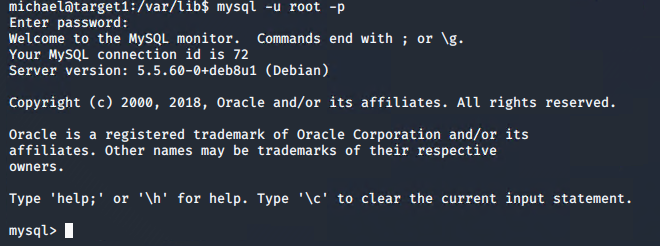 michael@target1:/var/lib$ mysql -u root -p
Enter password:
Welcome to the MySQL monitor.  Commands end with ; or \g.
Your MySQL connection id is 72
Server version: 5.5.60-0+deb8u1 (Debian)
Copyright (c) 2000, 2018, Oracle and/or its affiliates. All rights reserved.
Oracle is a registered trademark of Oracle Corporation and/or its
affiliates. Other names may be trademarks of their respective
owners.
Type 'help;' or '\h' for help. Type '\c' to clear the current input statement.
mysql>